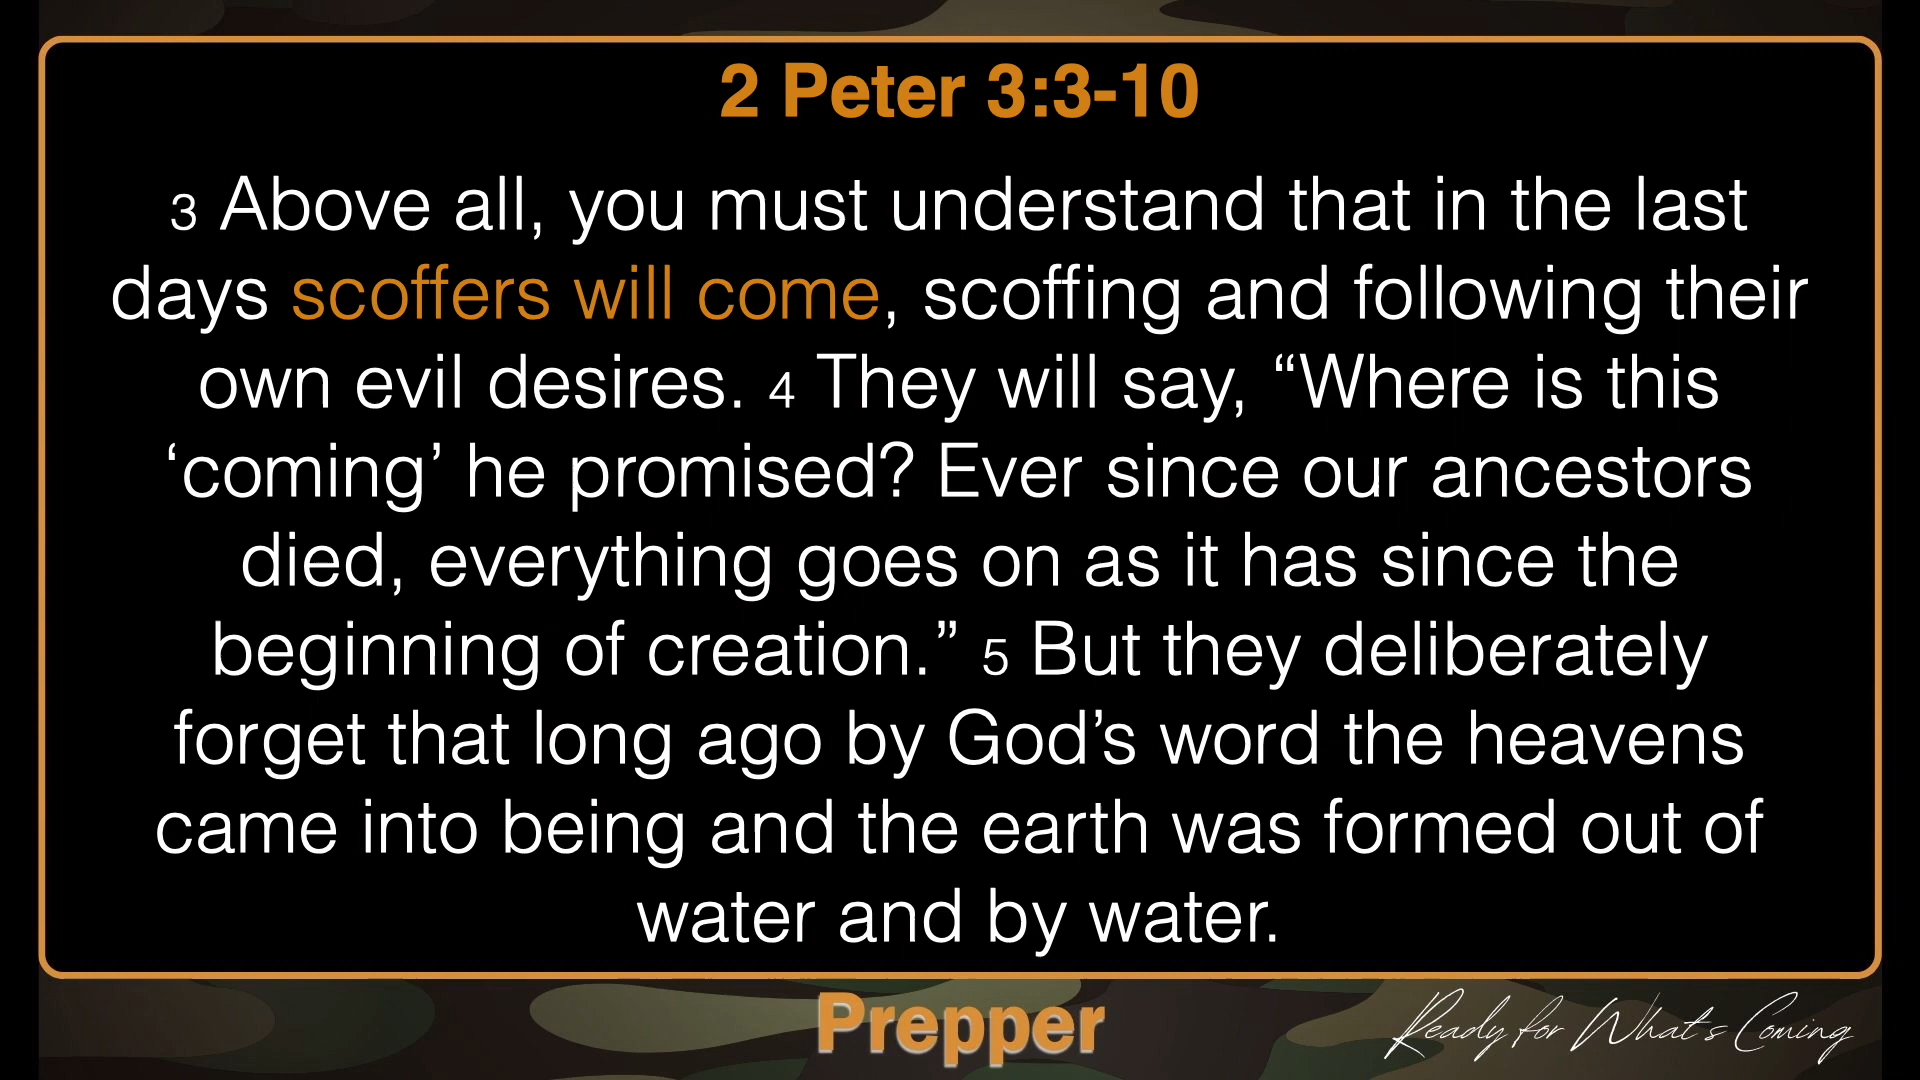 2 Peter 3:3-10
3 Above all, you must understand that in the last
days scoffers will come, scoffing and following their
own evil desires. 4 They will say, “Where is this
‘coming’ he promised? Ever since our ancestors
died, everything goes on as it has since the
beginning of creation.” 5 But they deliberately
forget that long ago by God’s word the heavens
came into being and the earth was formed out of
water and by water.
Prepper
Ready for What's Coming